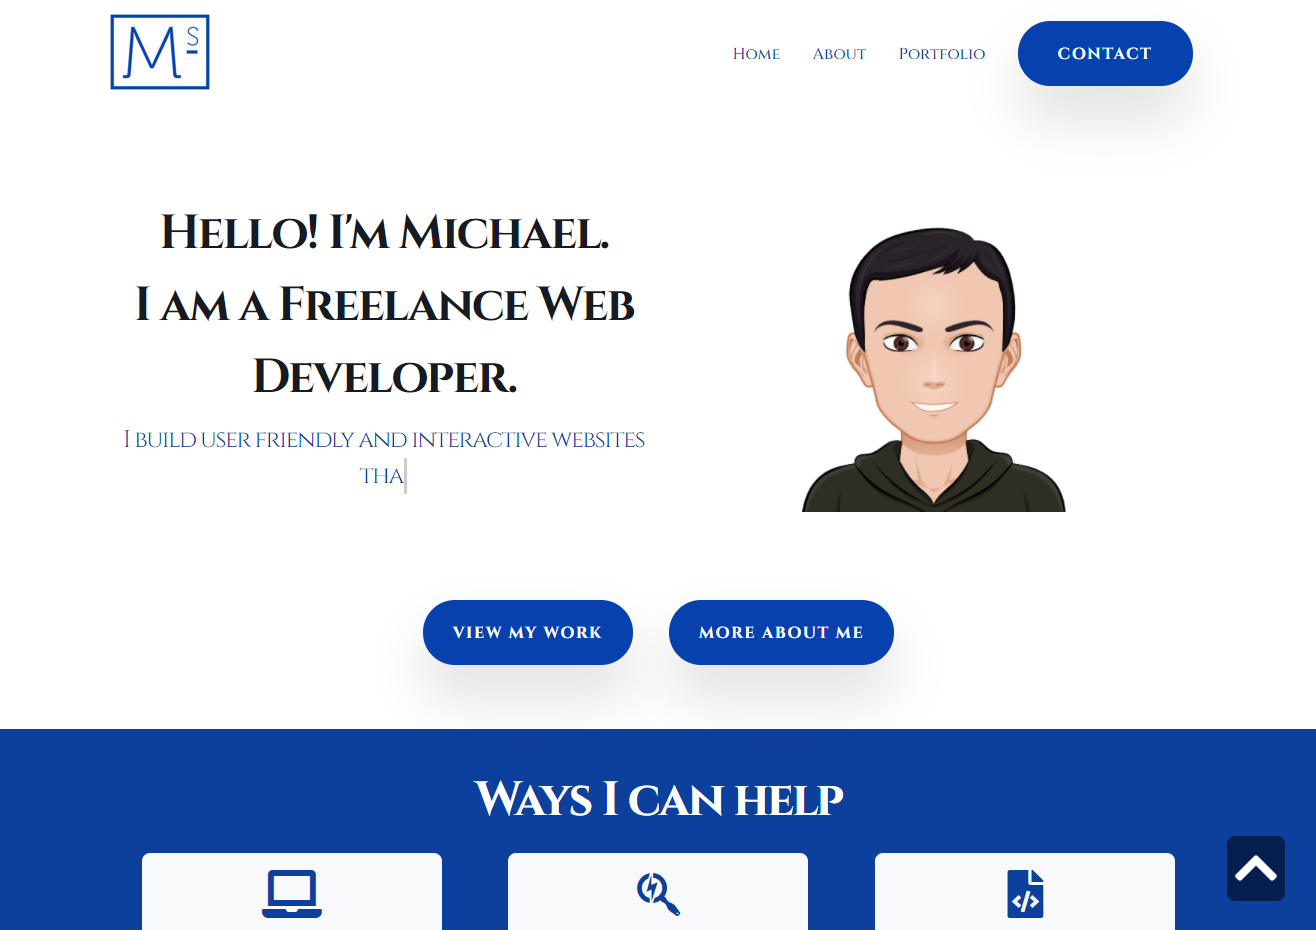 Ms
Home About Portfolio CONTACT
Hello! I'm Michael.
I am a Freelance Web
Developer.
I build user friendly and interactive websites
tha
VIEW MY WORK MORE ABOUT ME
Ways I can help